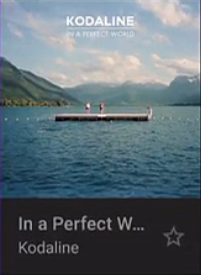 KODALINE
IN A PERFECT WORLD
In a Perfect W...
Kodaline